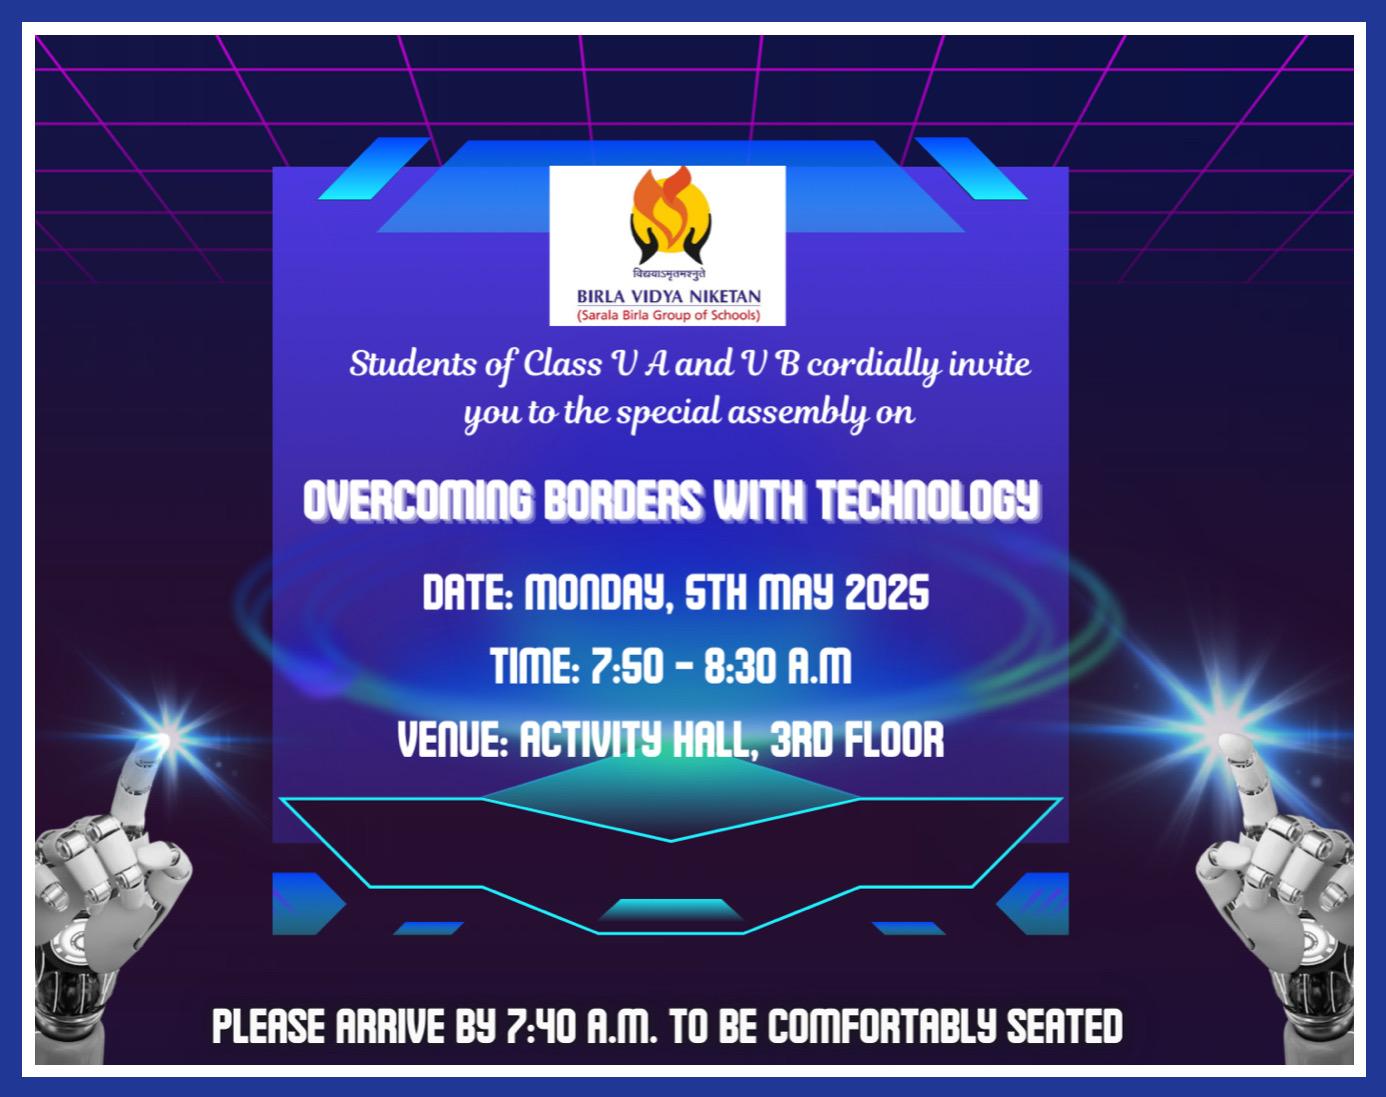 विद्ययाऽमृतमश्नुते
BIRLA VIDYA NIKETAN
(Sarala Birla Group of Schools)
Students of Class V A and V B cordially invite
you to the special assembly on
OVERCOMING BORDERS WITH TECHNOLOGY
DATE: MONDAY, 5TH MAY 2025
TIME: 7:50 - 8:30 A.M
VENUE: ACTIVITY HALL, 3RD FLOOR
PLEASE ARRIVE BY 7:40 A.M. TO BE COMFORTABLY SEATED